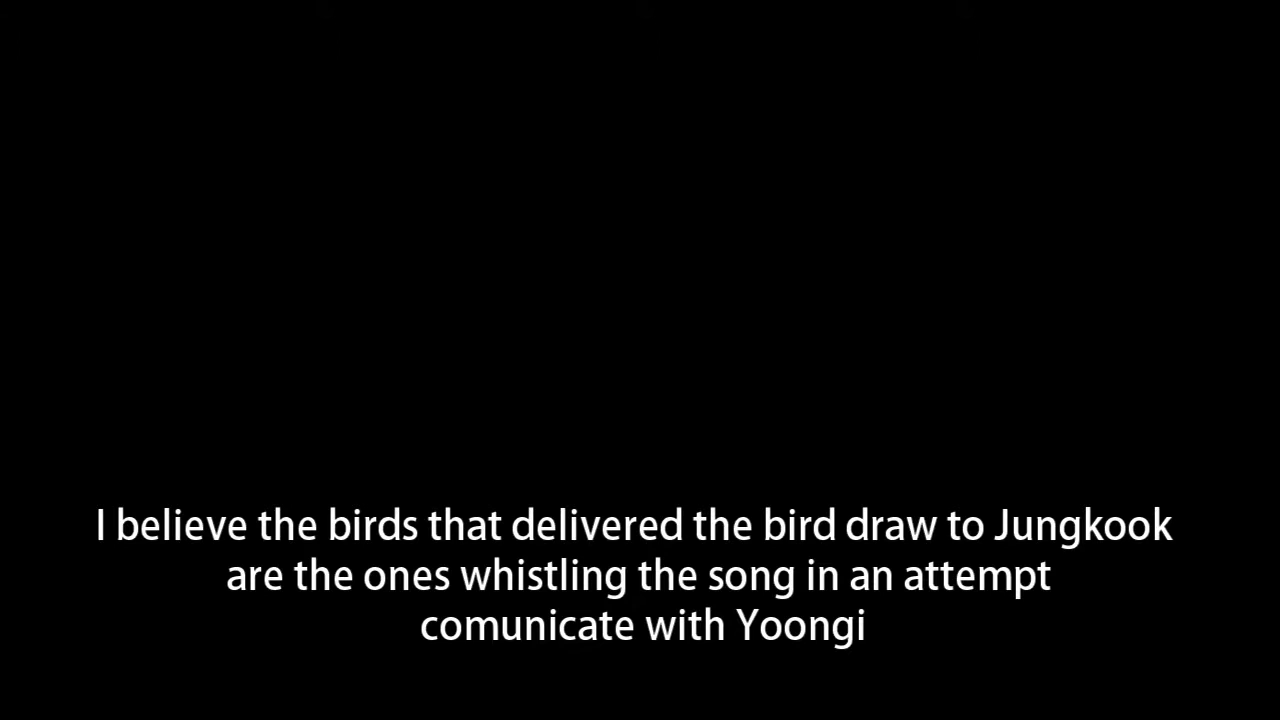 I believe the birds that delivered the bird draw to Jungkook
are the ones whistling the song in an attempt
comunicate with Yoongi